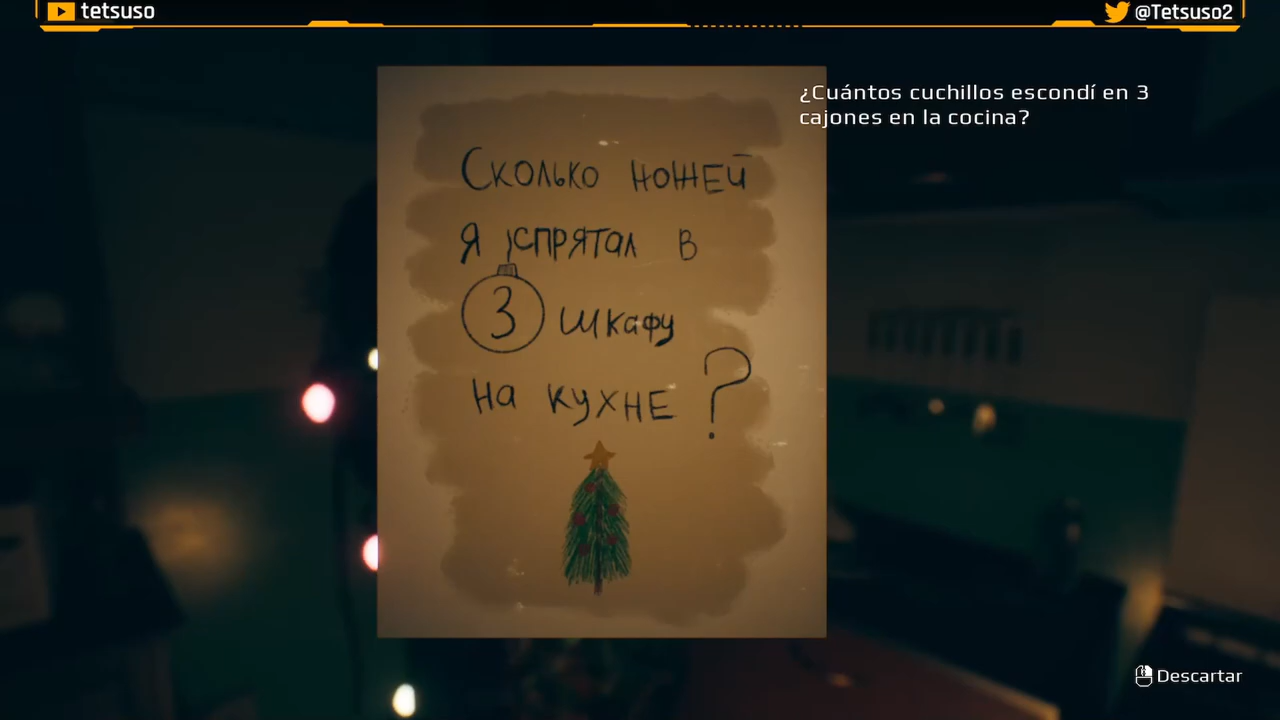 tetsuso
@Tetsuso2
¿Cuántos cuchillos escondí en 3
cajones en la cocina?
Сколько ножей
я спрятал в
3 шкафу
на кухне?
Descartar